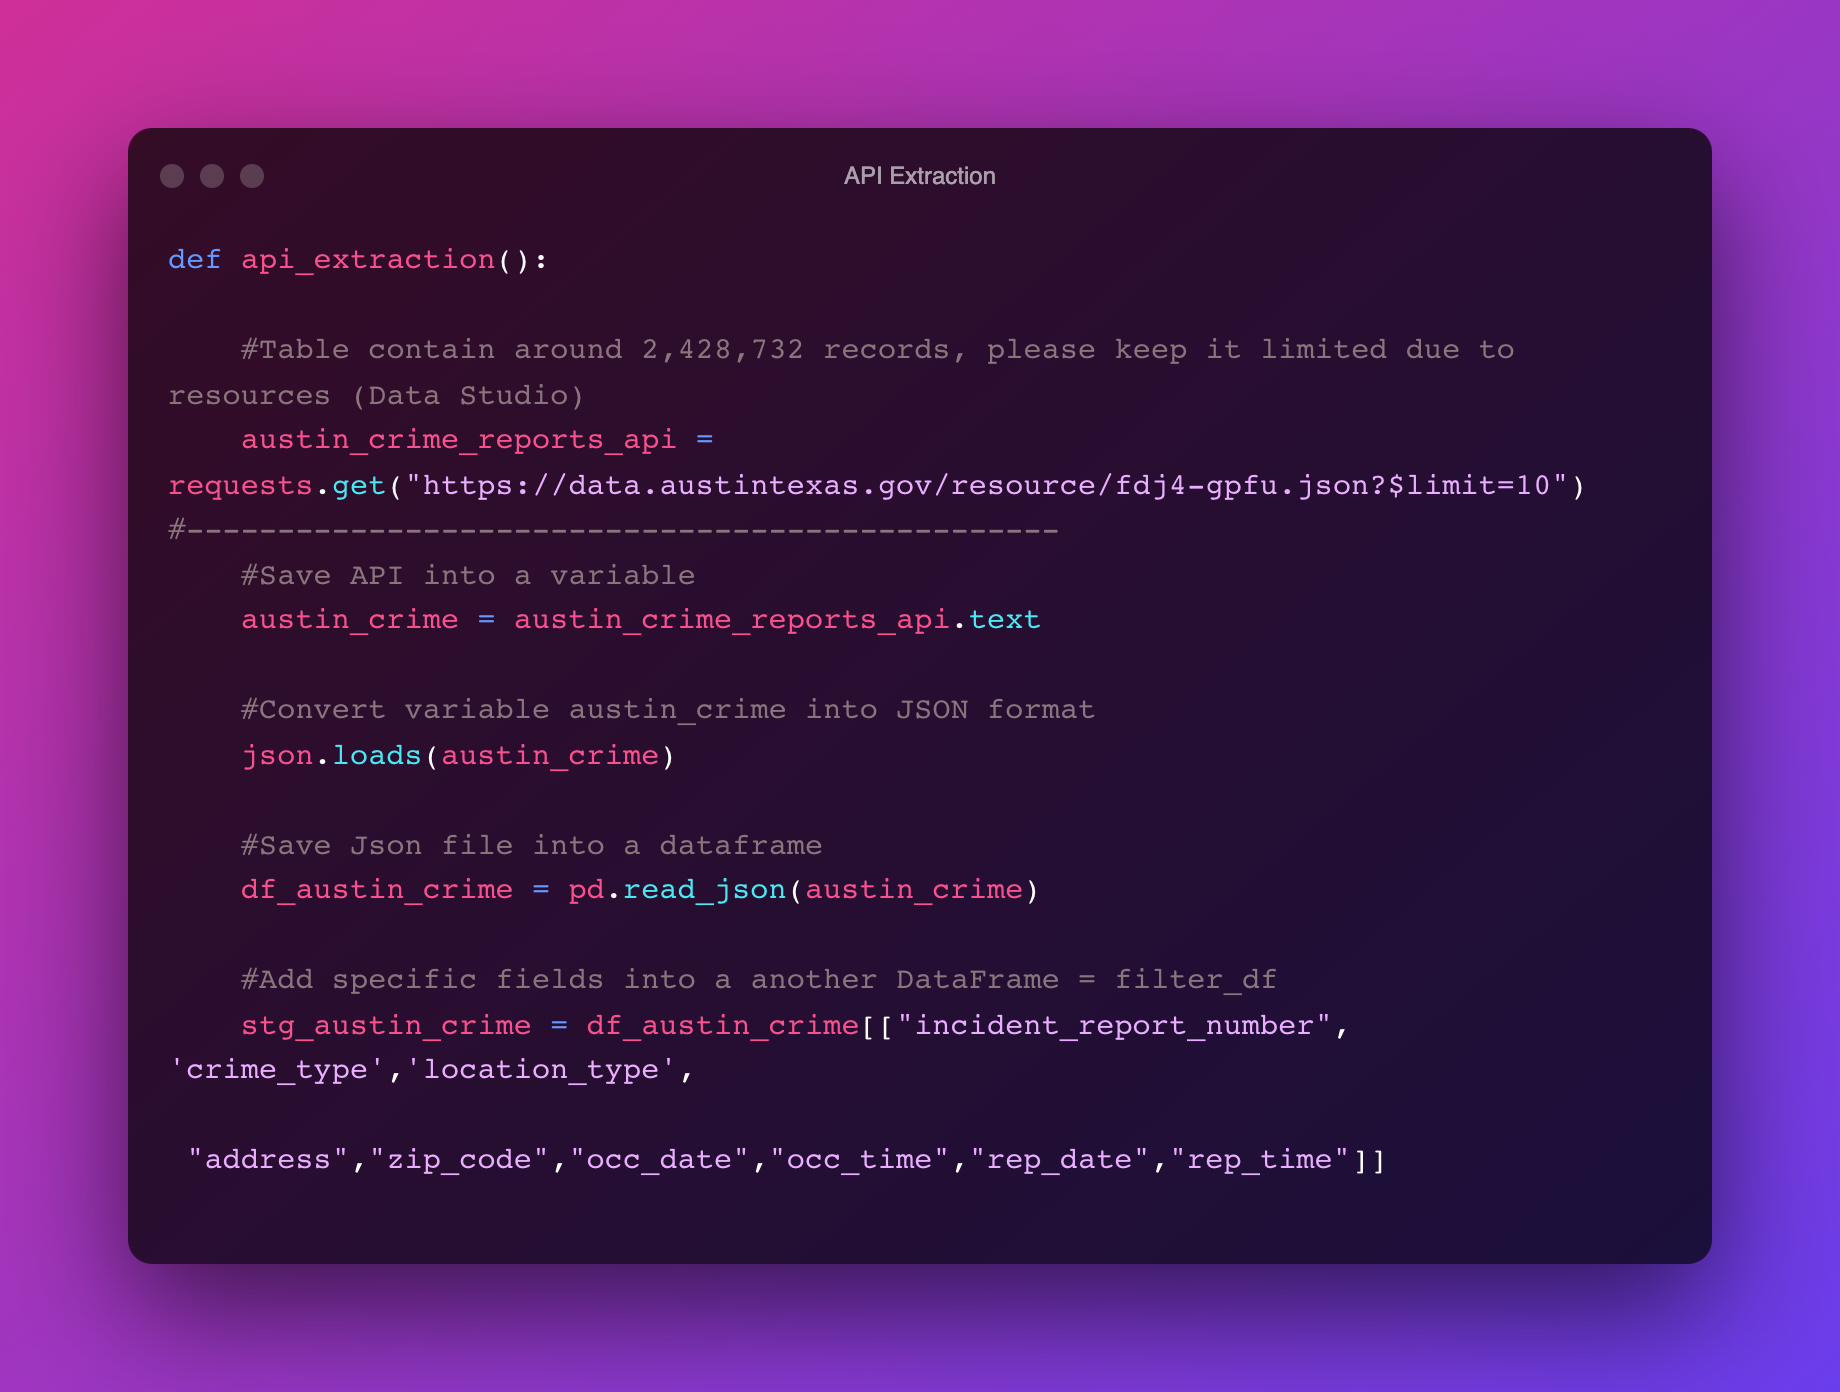 API Extraction
def api_extraction():
#Table contain around 2,428,732 records, please keep it limited due to
resources (Data Studio)
austin_crime_reports_api =
requests.get("https://data.austintexas.gov/resource/fdj4-gpfu.json?$limit=10")
#------------------------------------------------
#Save API into a variable
austin_crime = austin_crime_reports_api.text
#Convert variable austin_crime into JSON format
json.loads(austin_crime)
#Save Json file into a dataframe
df_austin_crime = pd.read_json(austin_crime)
#Add specific fields into a another DataFrame = filter_df
stg_austin_crime = df_austin_crime[["incident_report_number",
'crime_type','location_type',
"address","zip_code","occ_date","occ_time","rep_date","rep_time"]]